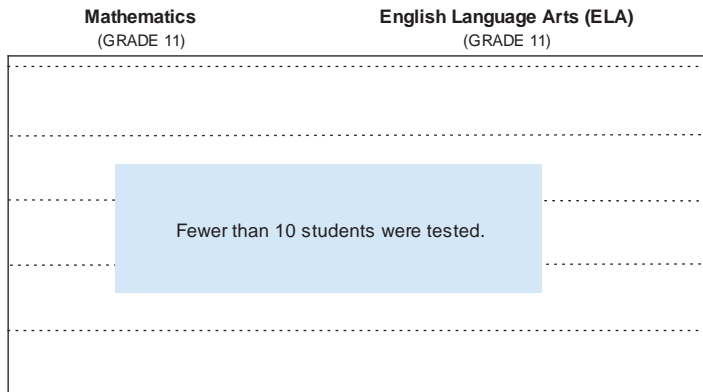 Mathematics
(GRADE 11)
English Language Arts (ELA)
(GRADE 11)
Fewer than 10 students were tested.